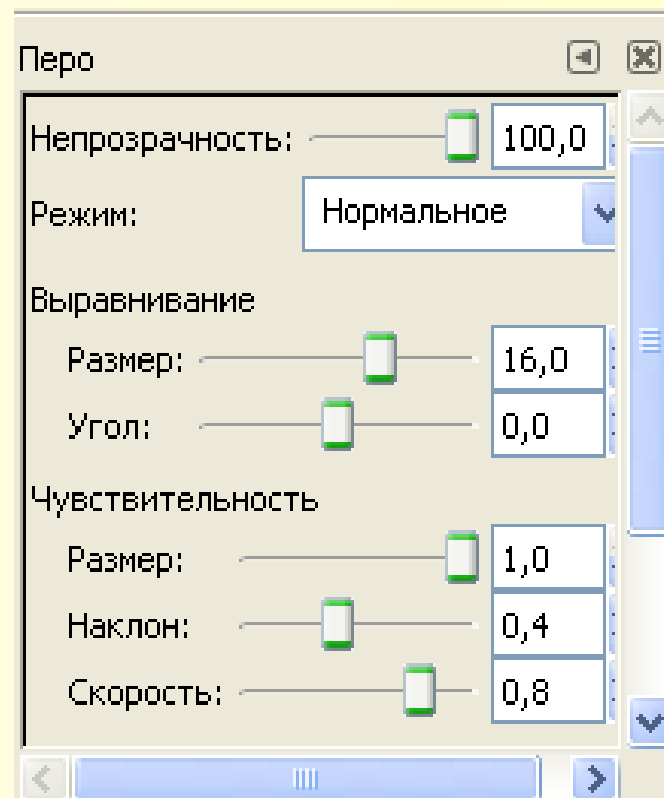 Перо
Непрозрачность: 100,0
Режим: Нормальное
Выравнивание
Размер: 16,0
Угол: 0,0
Чувствительность
Размер: 1,0
Наклон: 0,4
Скорость: 0,8